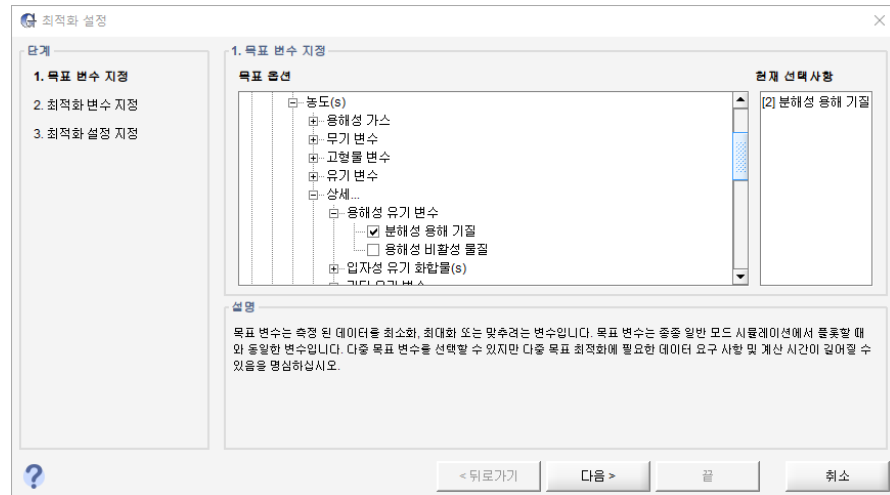 최적화 설정
단계
1. 목표 변수 지정
2. 최적화 변수 지정
3. 최적화 설정 지정
1. 목표 변수 지정
목표 옵션
농도(s)
용해성 가스
무기 변수
고형물 변수
유기 변수
상세...
용해성 유기 변수
분해성 용해 기질
용해성 비활성 물질
입자성 유기 화합물(s)
현재 선택사항
[2] 분해성 용해 기질
설명
목표 변수는 측정 된 데이터를 최소화, 최대화 또는 맞추려는 변수입니다. 목표 변수는 종종 일반 모드 시뮬레이션에서 플롯할 때
와 동일한 변수입니다. 다중 목표 변수를 선택할 수 있지만 다중 목표 최적화에 필요한 데이터 요구 사항 및 계산 시간이 길어질 수
있음을 명심하십시오.
?
<뒤로가기
다음 >
끝
취소